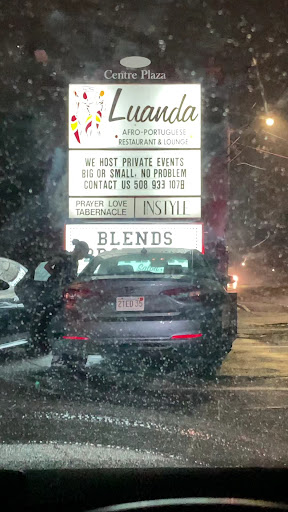 Centre Plaza
Luanda
AFRO-PORTUGUESE
RESTAURANT & LOUNGE
WE HOST PRIVATE EVENTS
BIG OR SMALL, NO PROBLEM
CONTACT US 508 933 1078
PRAYER LOVE
TABERNACLE
INSTYLE
BLENDS